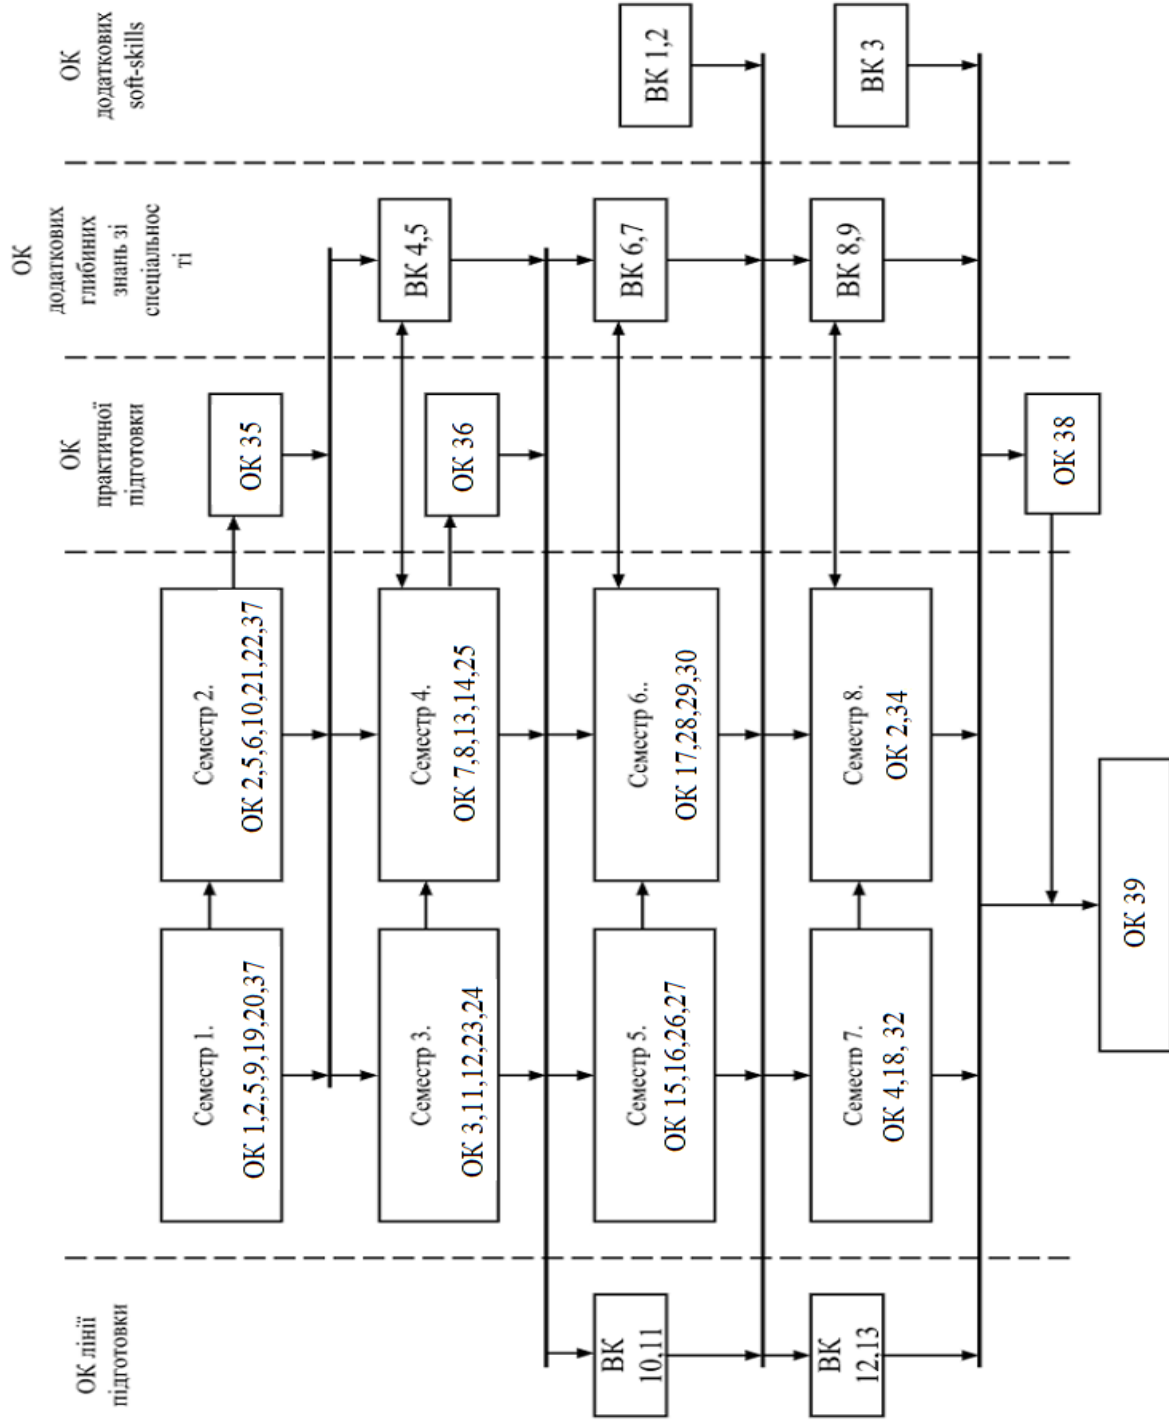 ОК лінії
підготовки
ОК
практичної
підготовки
ОК
додаткових
глибинних
знань зі
спеціальнос
ті
ОК
додаткових
soft-skills
Семестр 1.
ОК 1,2,5,9,19,20,37
Семестр 2.
ОК 2,5,6,10,21,22,37
ОК 35
Семестр 3.
ОК 3,11,12,23,24
Семестр 4.
ОК 7,8,13,14,25
ОК 36
ВК 4,5
ВК
10,11
Семестр 5.
ОК 15,16,26,27
Семестр 6..
ОК 17,28,29,30
ВК 6,7
ВК 1,2
ВК
12,13
Семестр 7.
ОК 4,18, 32
Семестр 8.
ОК 2,34
ВК 8,9
ВК 3
ОК 38
ОК 39